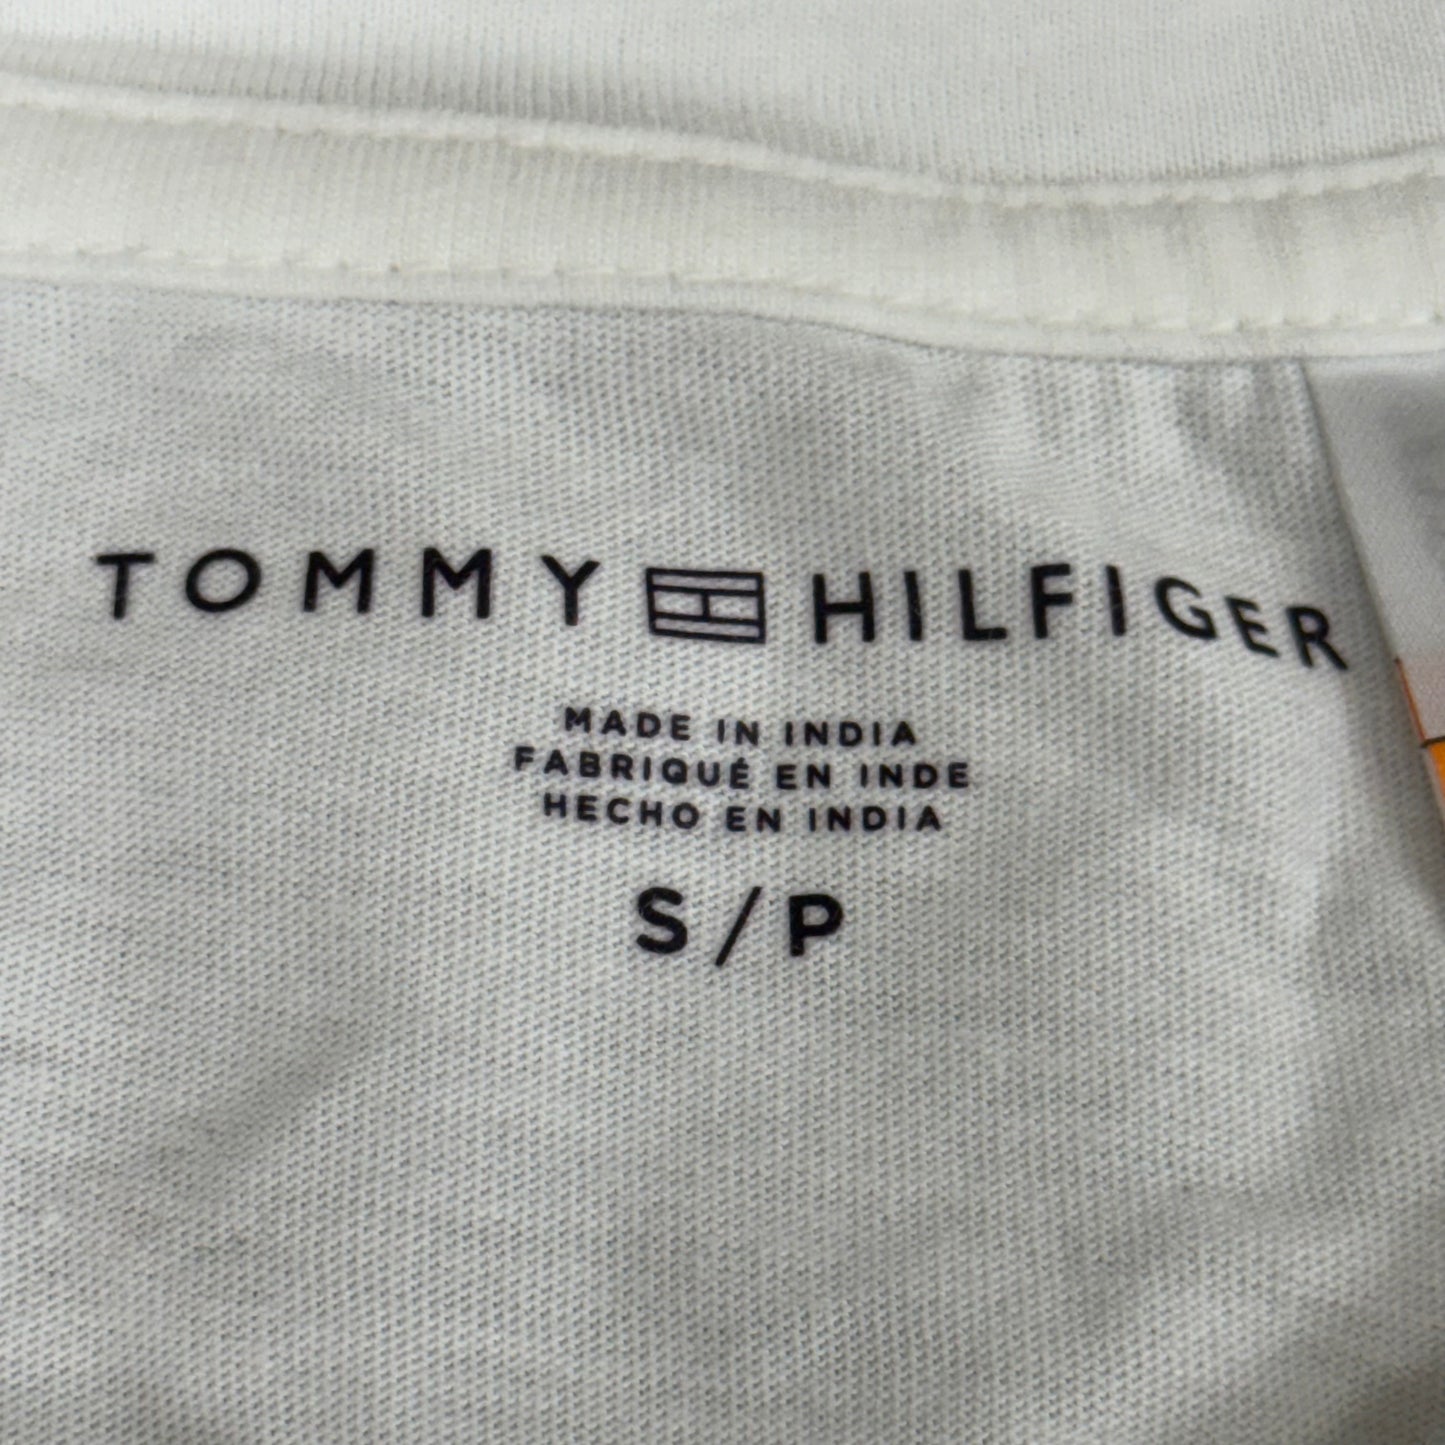 TOMMY HILFIGER
MADE IN INDIA
FABRIQUÉ EN INDE
HECHO EN INDIA
S / P